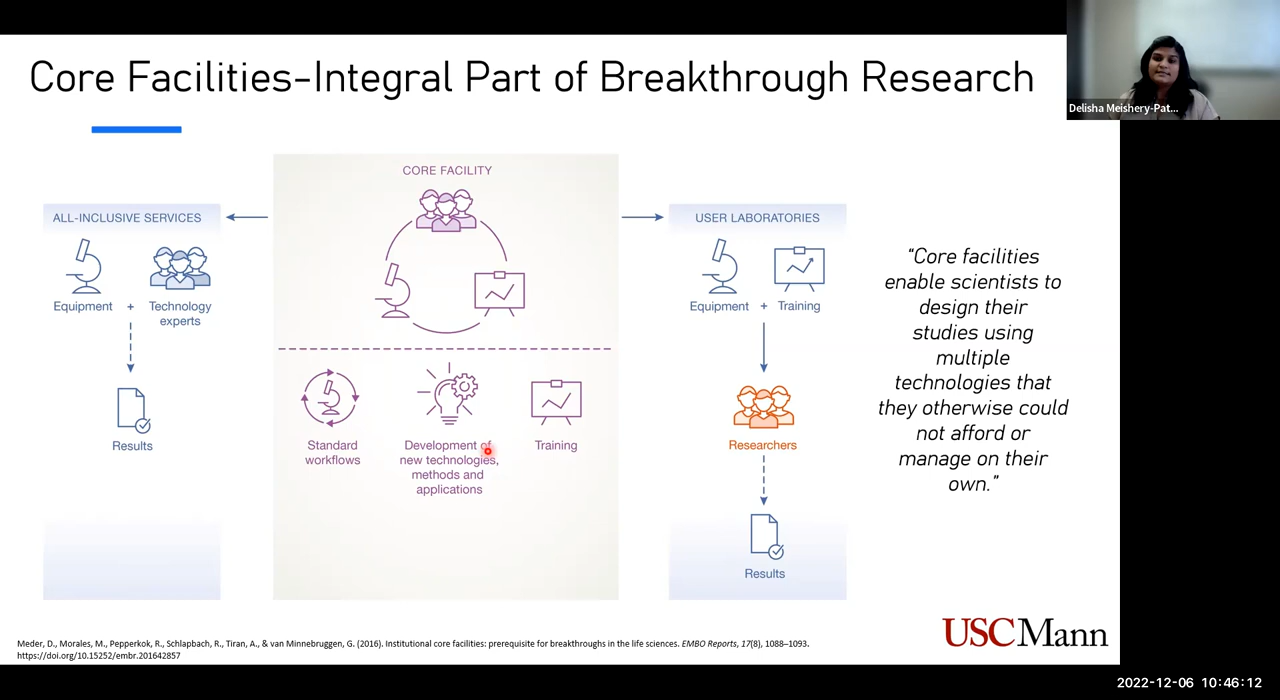 Core Facilities-Integral Part of Breakthrough Research
Delisha Meishery-Pat...
CORE FACILITY
ALL-INCLUSIVE SERVICES
Equipment + Technology
experts
Results
Standard
workflows
Development of
new technologies,
methods and
applications
Training
USER LABORATORIES
Equipment + Training
Researchers
Results
“Core facilities
enable scientists to
design their
studies using
multiple
technologies that
they otherwise could
not afford or
manage on their
own.”
Meder, D., Morales, M., Pepperkok, R., Schlapbach, R., Tiran, A., & van Minnebruggen, G. (2016). Institutional core facilities: prerequisite for breakthroughs in the life sciences. EMBO Reports, 17(8), 1088–1093.
https://doi.org/10.15252/embr.201642857
USC Mann
2022-12-06 10:46:12